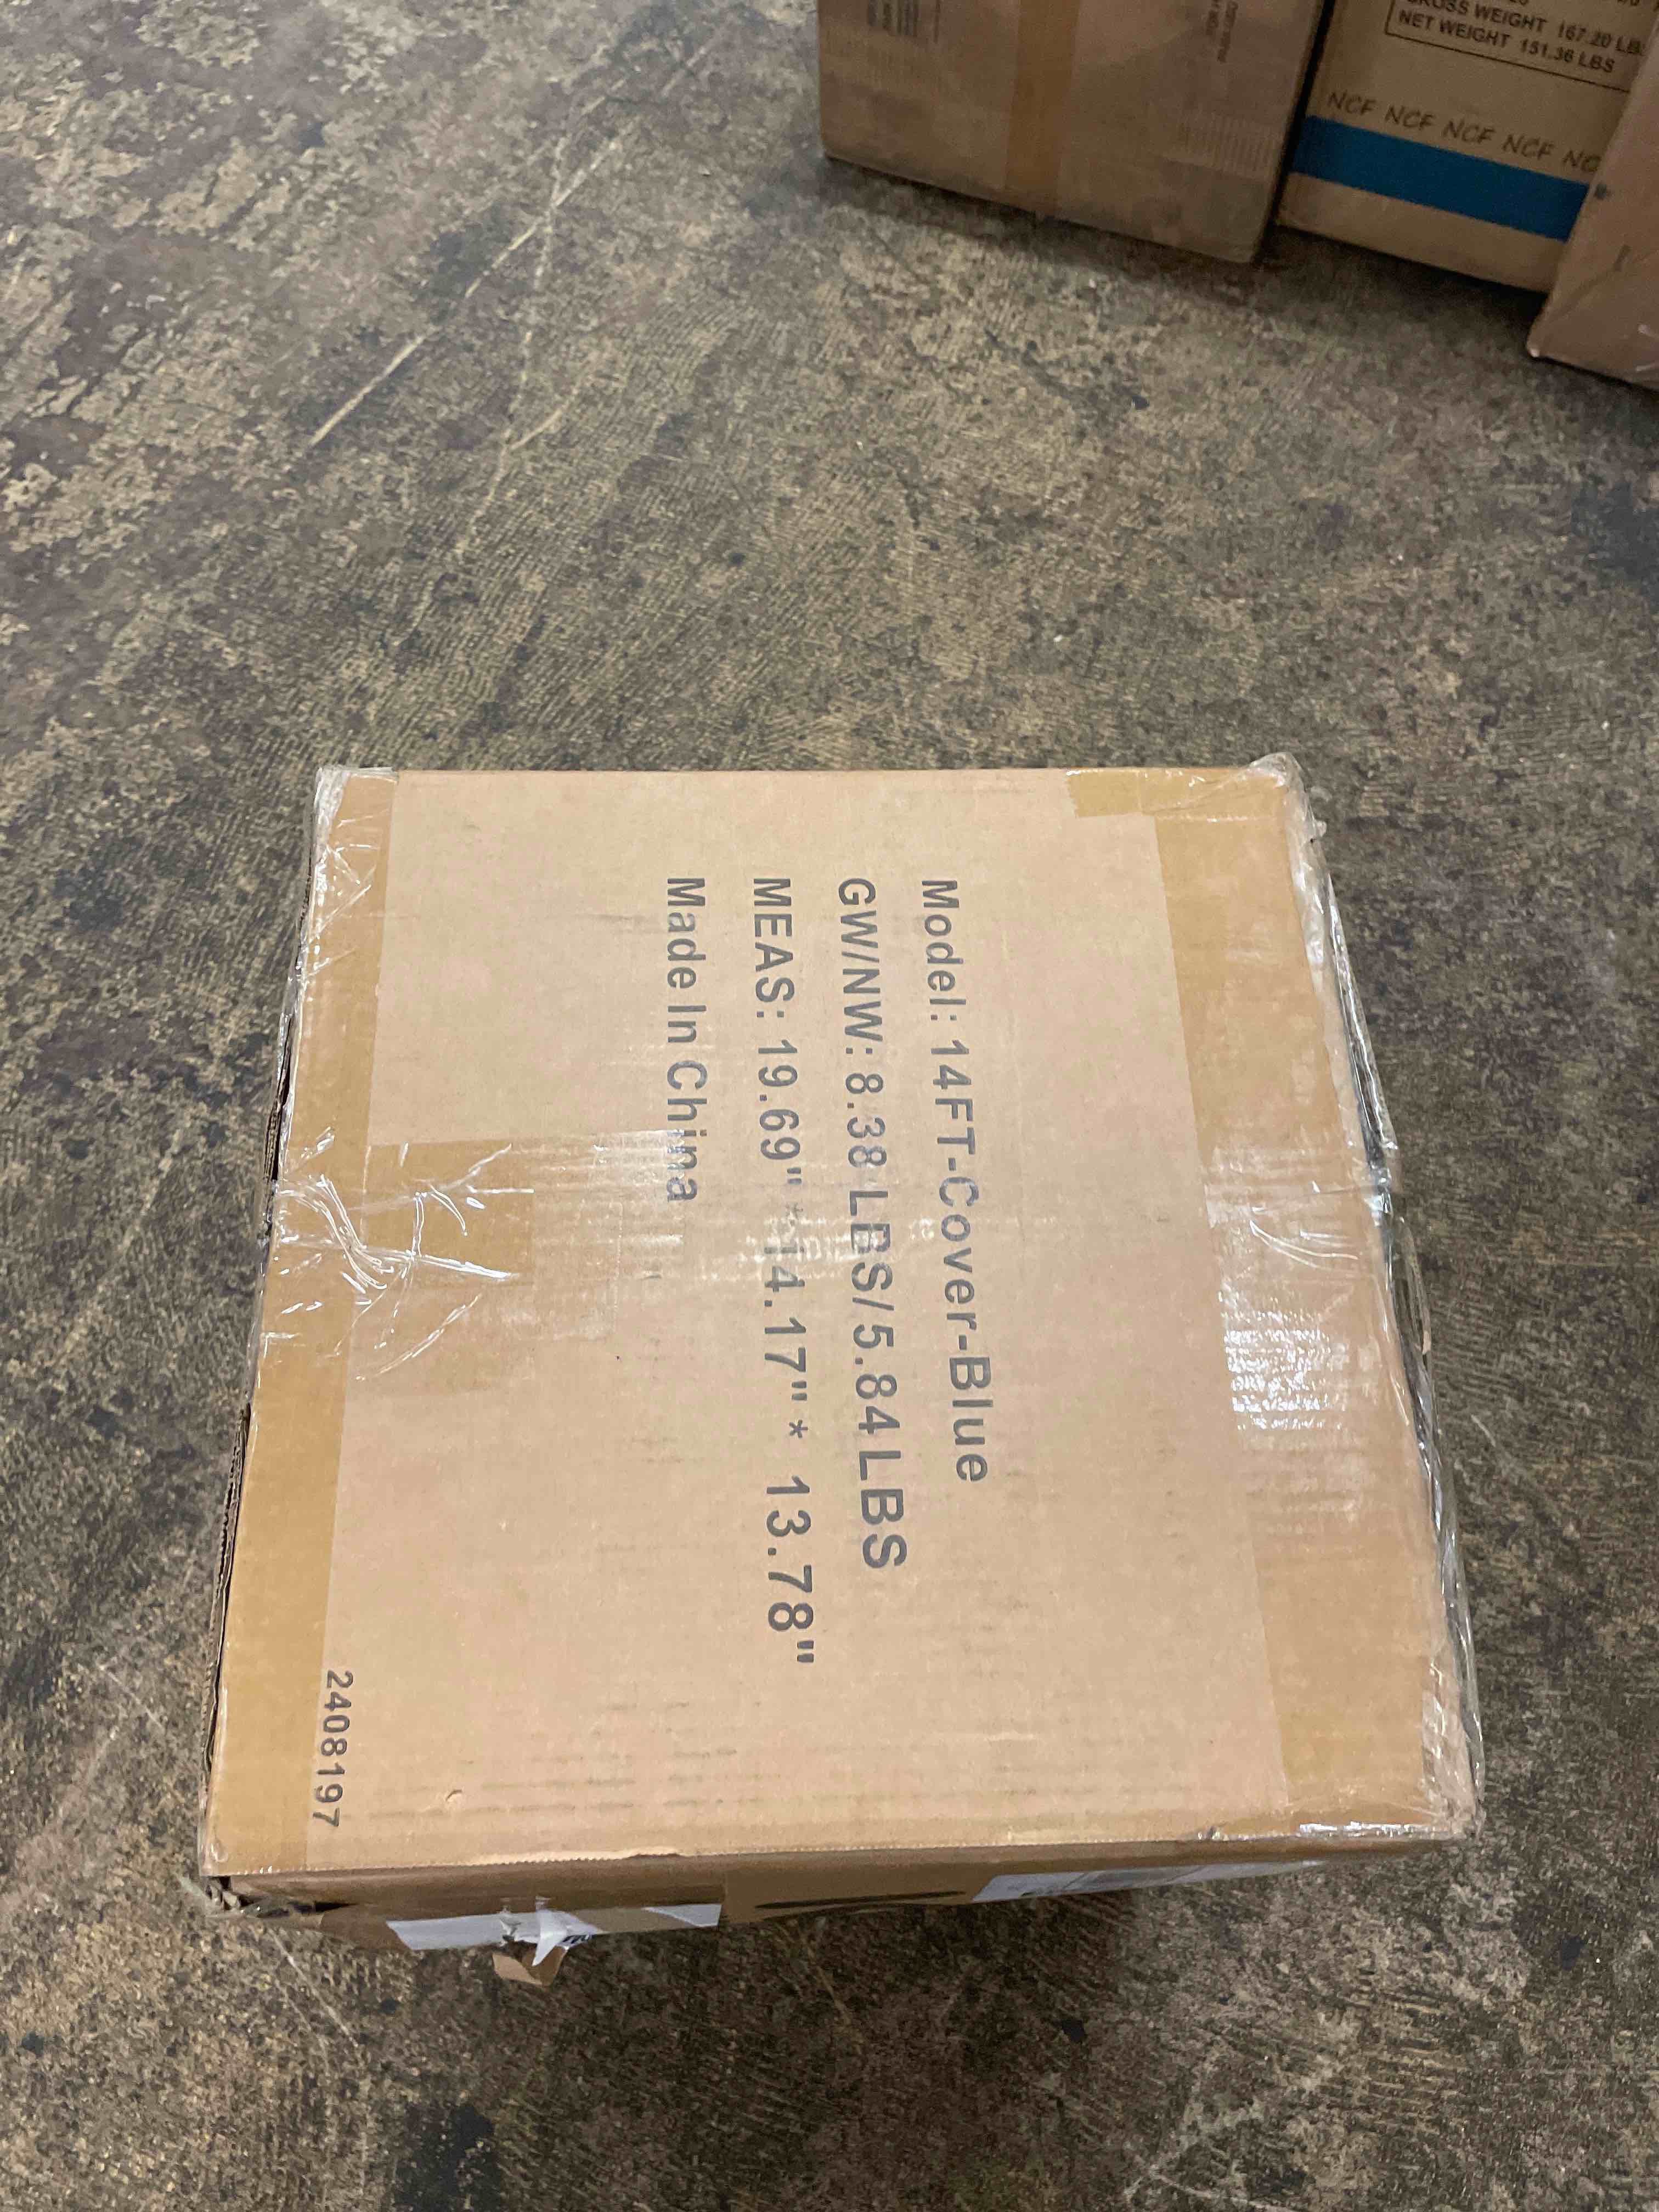 Model: 14FT-Cover-Blue
GW/NW: 8.38 LBS/5.84 LBS
MEAS: 19.69" * 14.17" * 13.78"
Made In China
2408197
GROSS WEIGHT 167.20 LBS
NET WEIGHT 151.36 LBS
NCF NCF NCF NCF NC